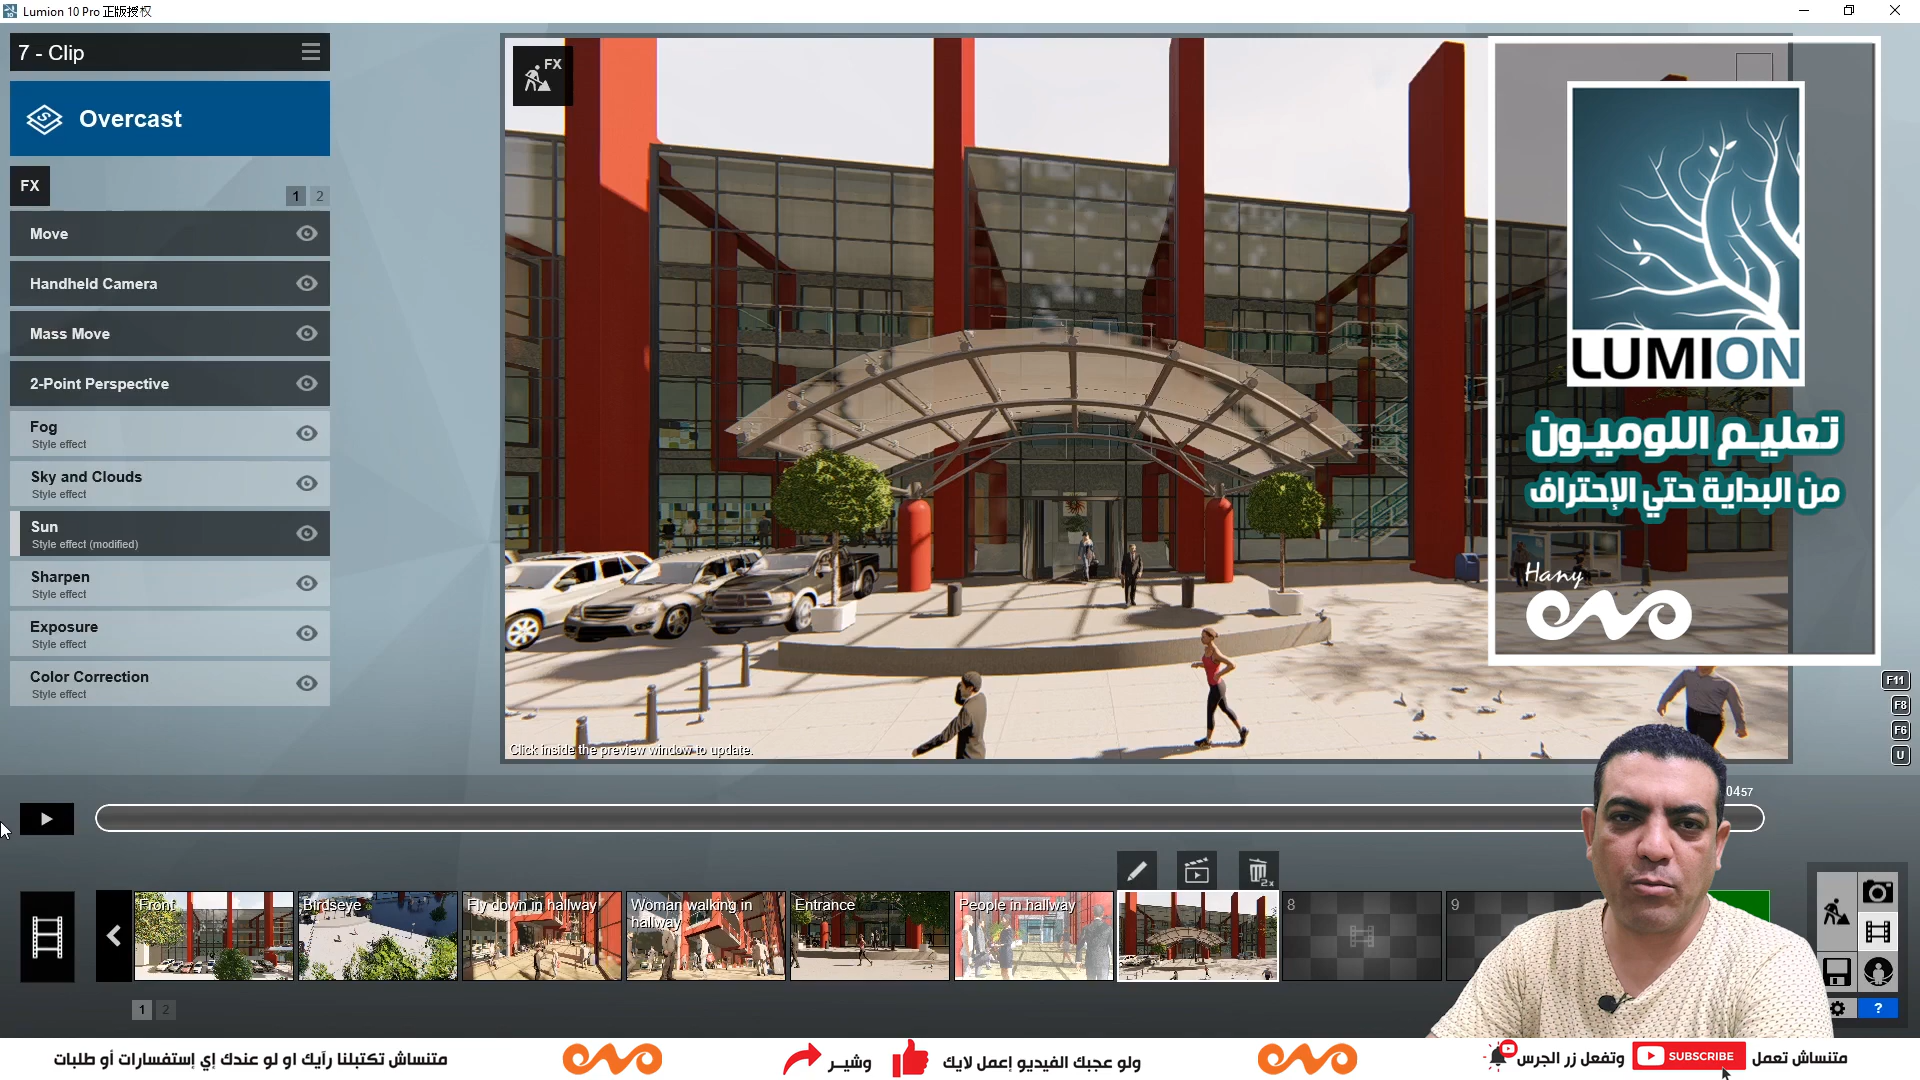 Lumion 10 Pro 正版授权
7 - Clip
Overcast
FX
1 2
Move
Handheld Camera
Mass Move
2-Point Perspective
Fog
Style effect
Sky and Clouds
Style effect
Sun
Style effect (modified)
Sharpen
Style effect
Exposure
Style effect
Color Correction
Style effect
FX
Click inside the preview window to update.
LUMION
تعليم اللوميون
من البداية حتي الإحتراف
Hany
F11
F8
F6
U
0457
2x
Front
Birdseye
Fly down in hallway
Woman walking in
hallway
Entrance
People in hallway
8
9
1 2
?
متنساش تكتبلنا رآيك او لو عندك إي إستفسارات أو طلبات
ولو عجبك الفيديو إعمل لايك
وشير
متنساش تعمل
SUBSCRIBE
وتفعل زر الجرس